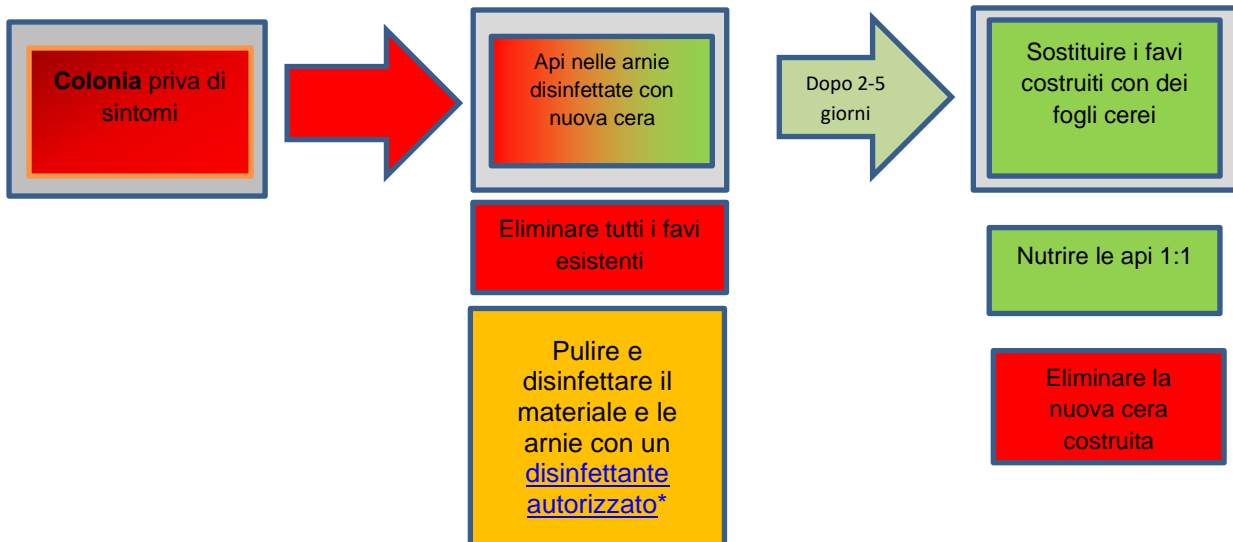 Colonia priva di
sintomi
Api nelle arnie
disinfettate con
nuova cera
Eliminare tutti i favi
esistenti
Pulire e
disinfettare il
materiale e le
arnie con un
disinfettante
autorizzato*
Dopo 2-5
giorni
Sostituire i favi
costruiti con dei
fogli cerei
Nutrire le api 1:1
Eliminare la
nuova cera
costruita